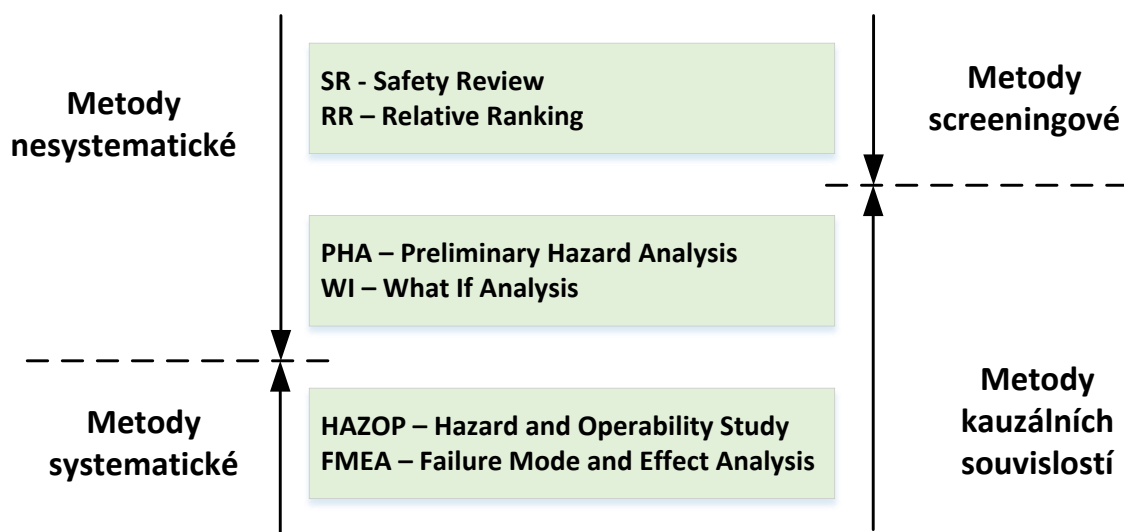 Metody
nesystematické
SR - Safety Review
RR – Relative Ranking
Metody
screeningové
PHA – Preliminary Hazard Analysis
WI – What If Analysis
Metody
systematické
HAZOP – Hazard and Operability Study
FMEA – Failure Mode and Effect Analysis
Metody
kauzálních
souvislostí